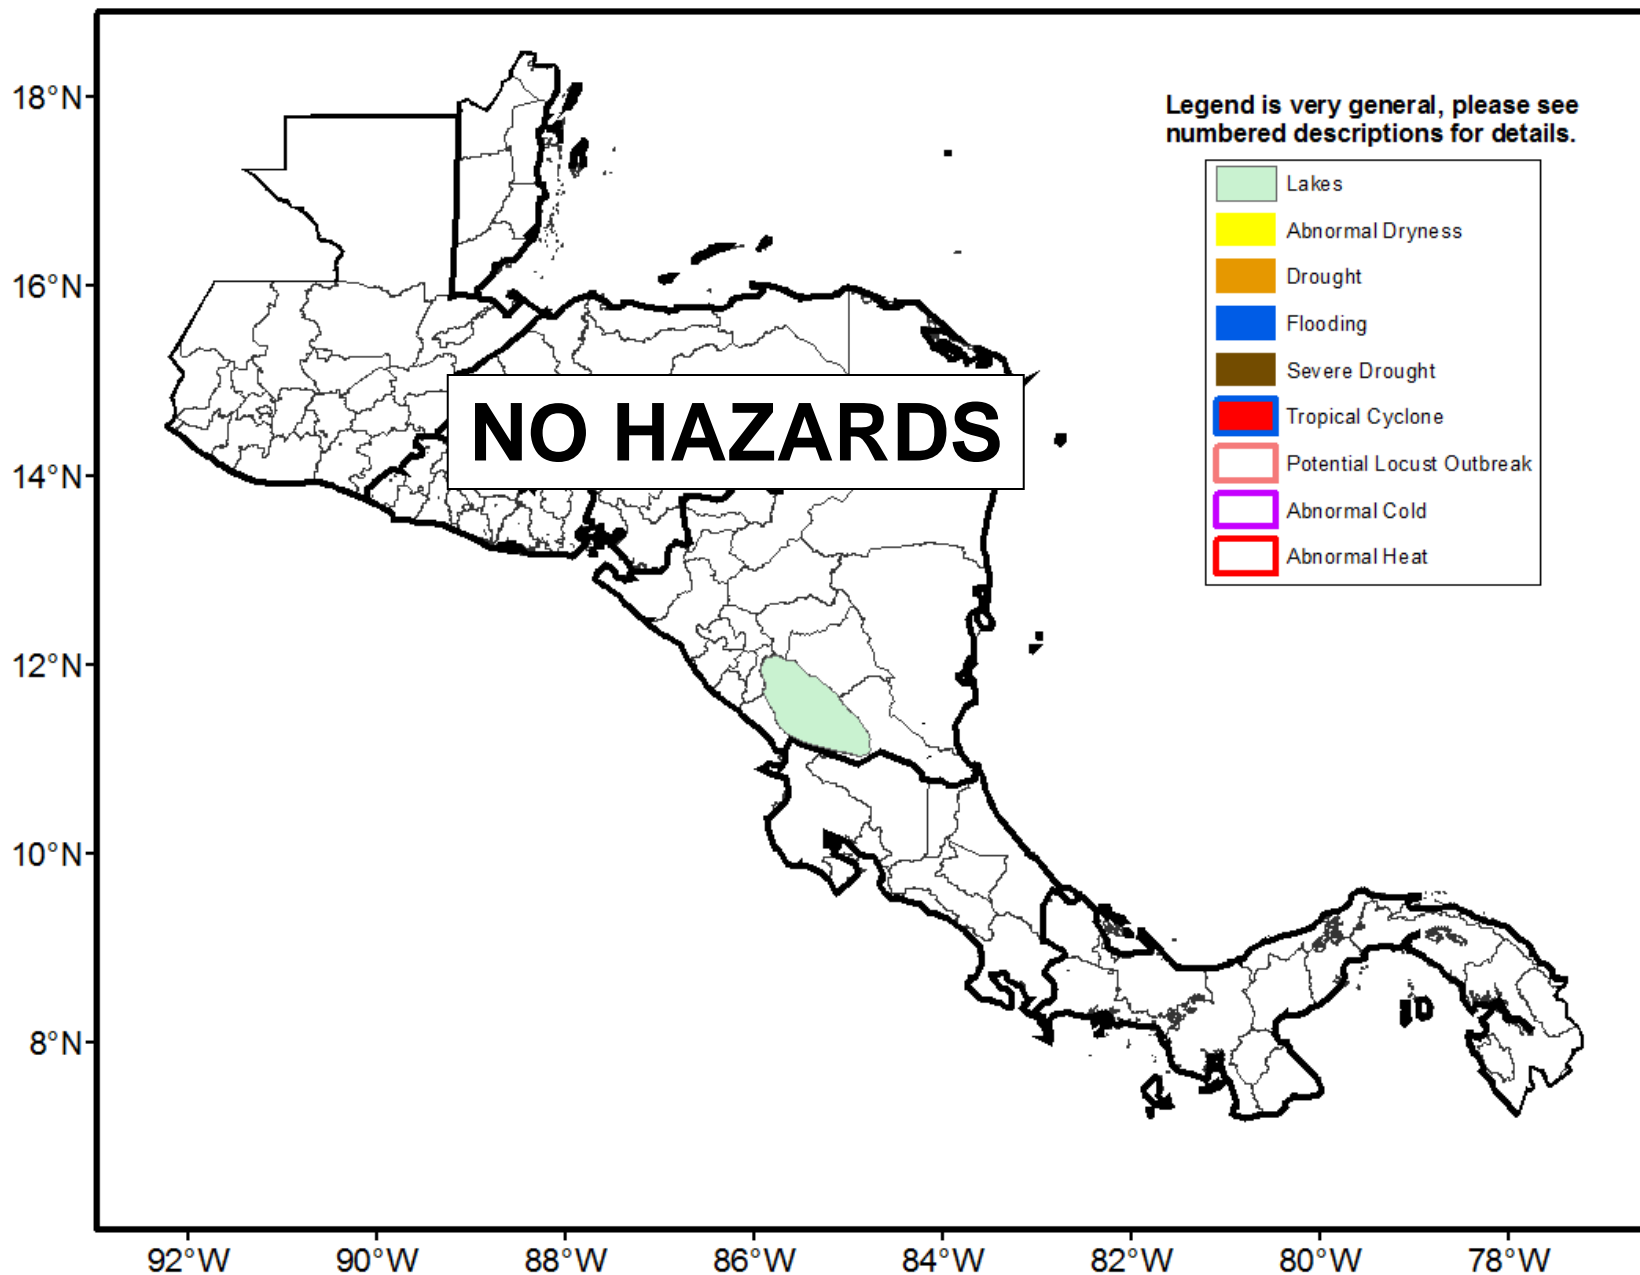 18°N
16°N
14°N
12°N
10°N
8°N
Legend is very general, please see
numbered descriptions for details.
Lakes
Abnormal Dryness
Drought
Flooding
Severe Drought
Tropical Cyclone
Potential Locust Outbreak
Abnormal Cold
Abnormal Heat
NO HAZARDS
92°W
90°W
88°W
86°W
84°W
82°W
80°W
78°W